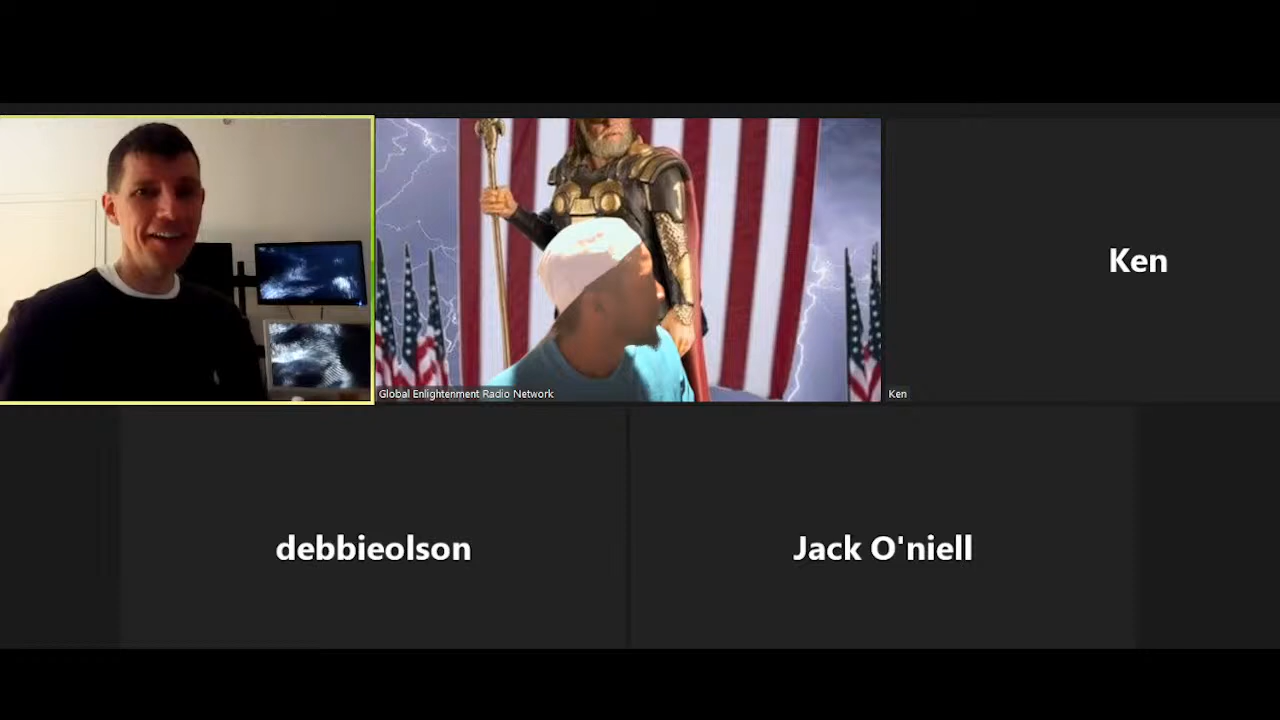 Ken
Global Enlightenment Radio Network
Ken
debbieolson
Jack O'niell